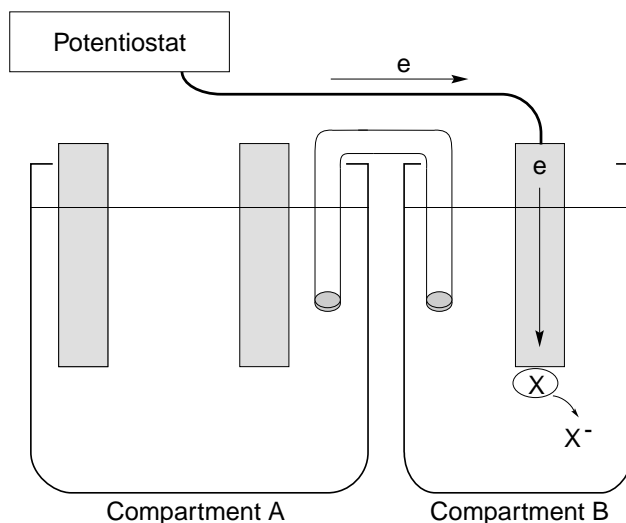 Potentiostat
e
e
X
X-
Compartment A
Compartment B